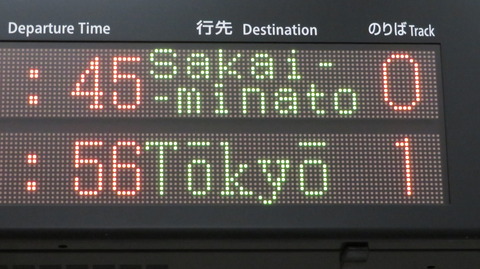 Departure Time 行先 Destination のりば Track
:45 Sakai- 0
-minato
:56 Tōkyō 1